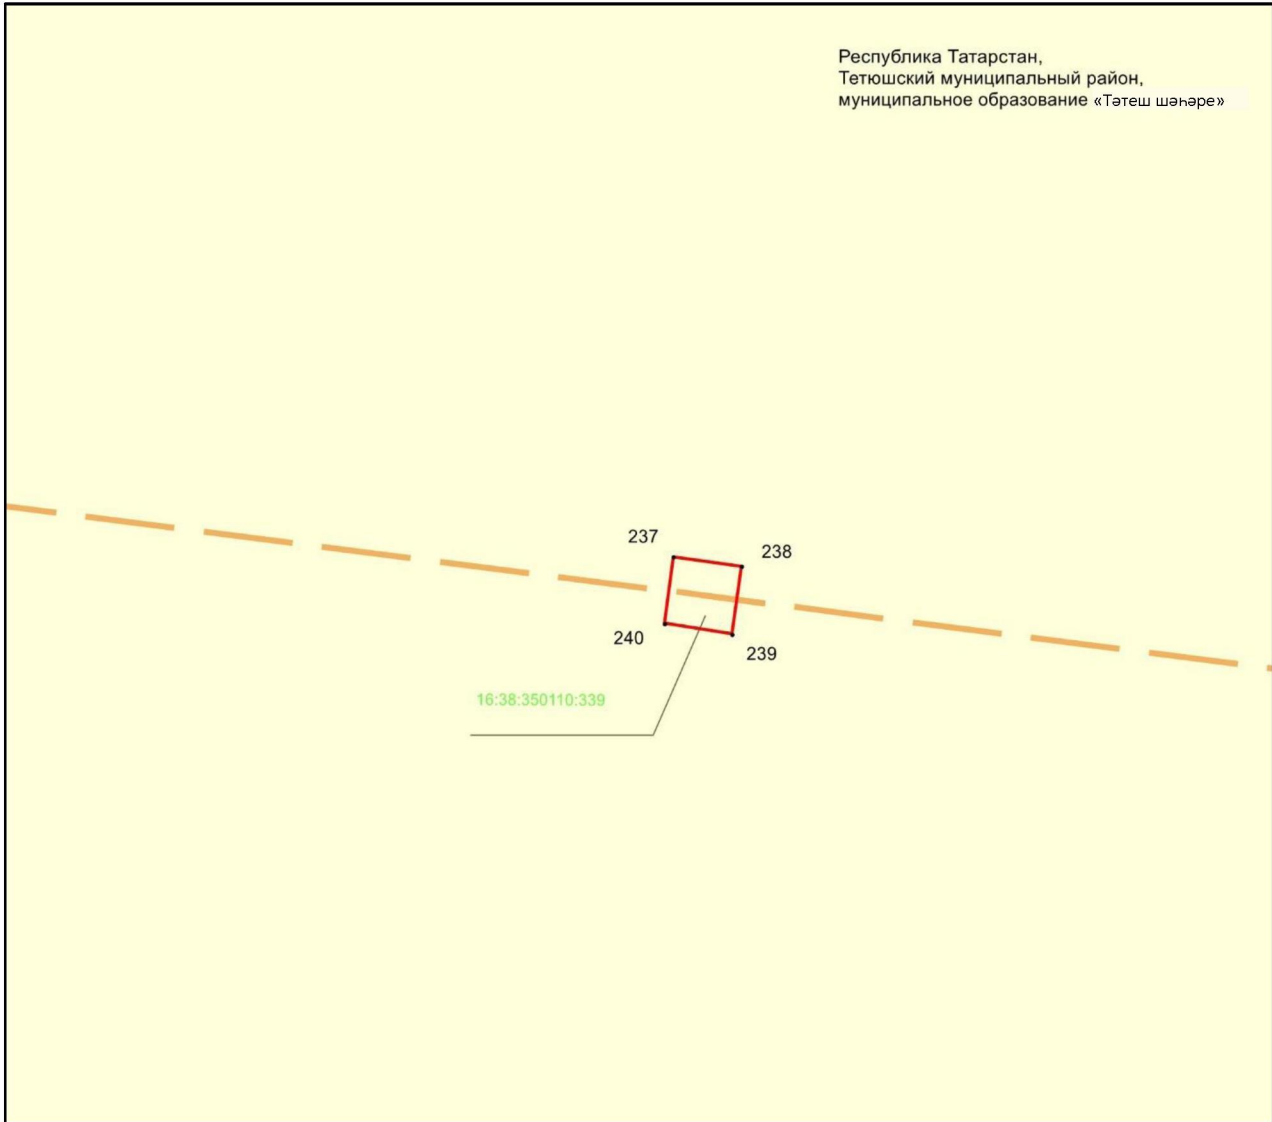 Республика Татарстан,
Тетюшский муниципальный район,
муниципальное образование «Тәтеш шәһәре»
237
238
240
239
16:38:350110:339